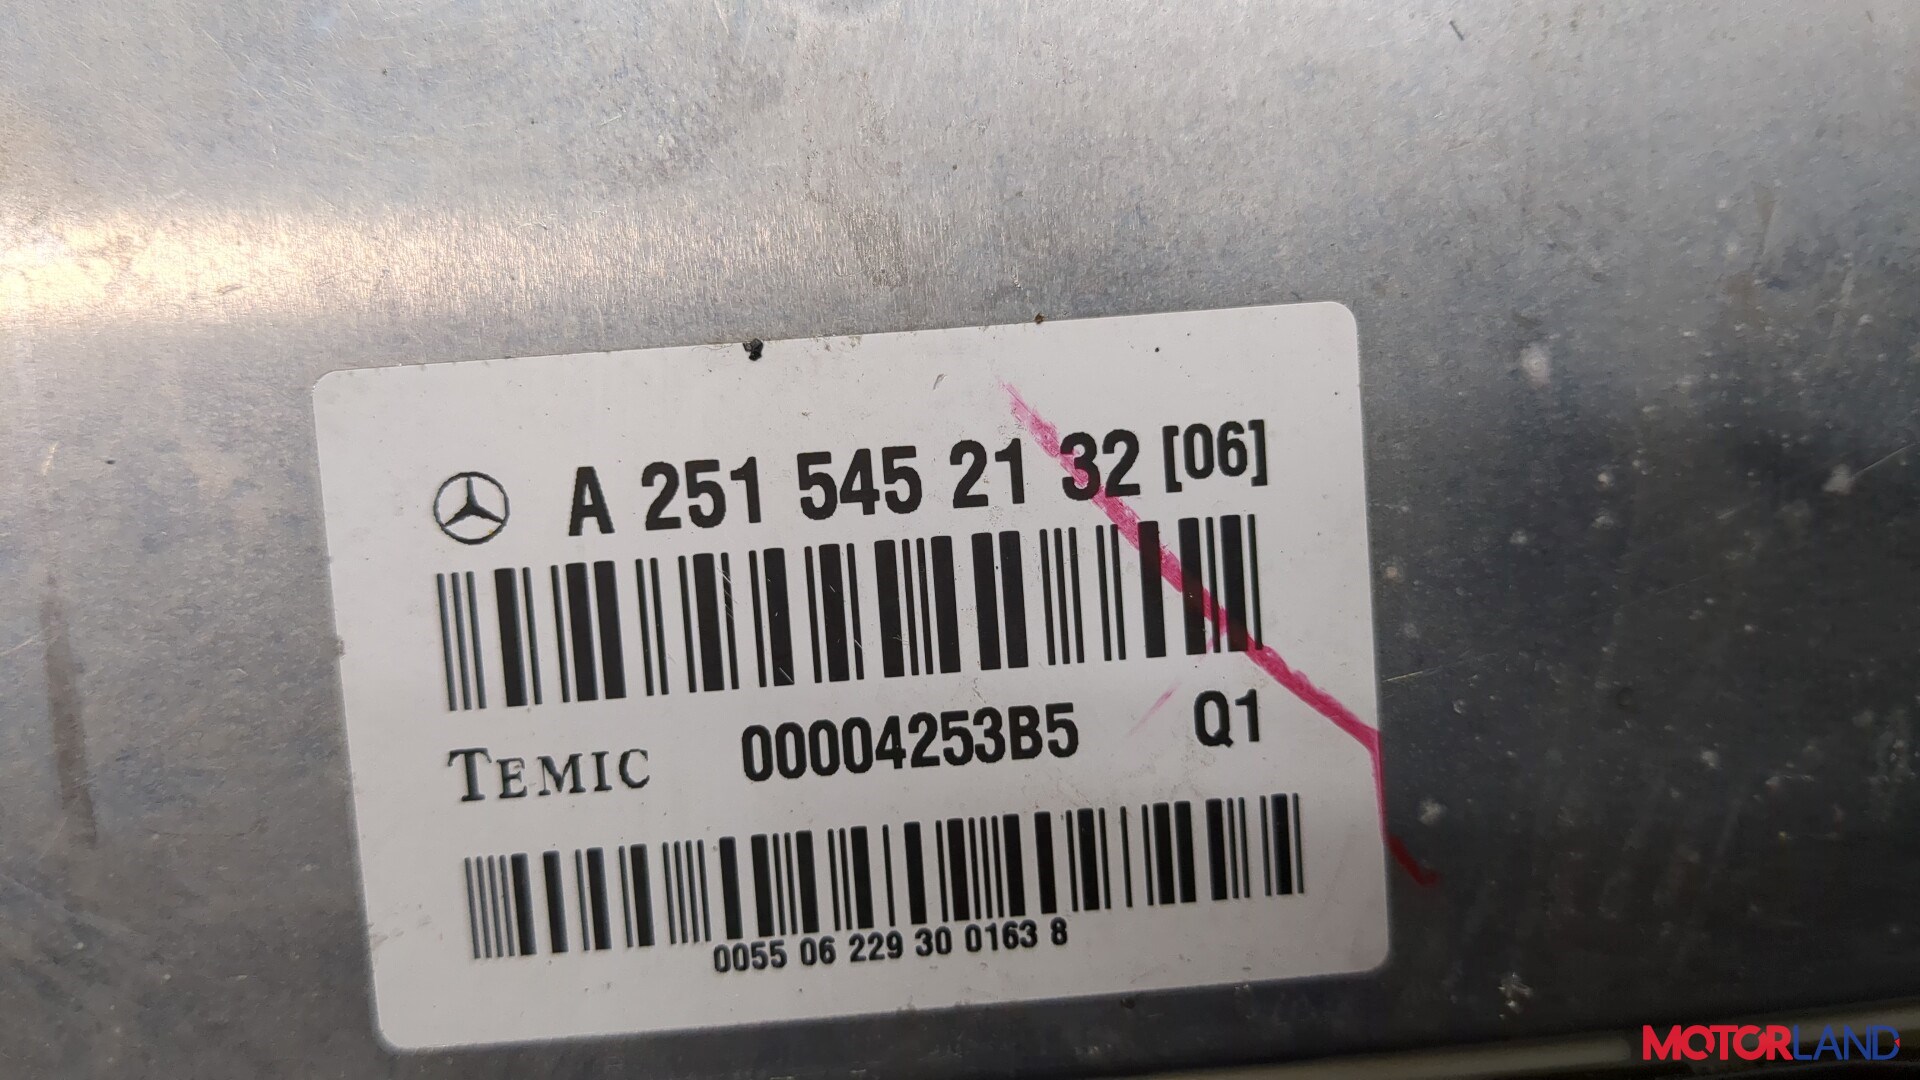 A 251 545 21 32 [06]
TEMIC 00004253B5 Q1
0055 06 229 30 0163 8
MOTORLAND